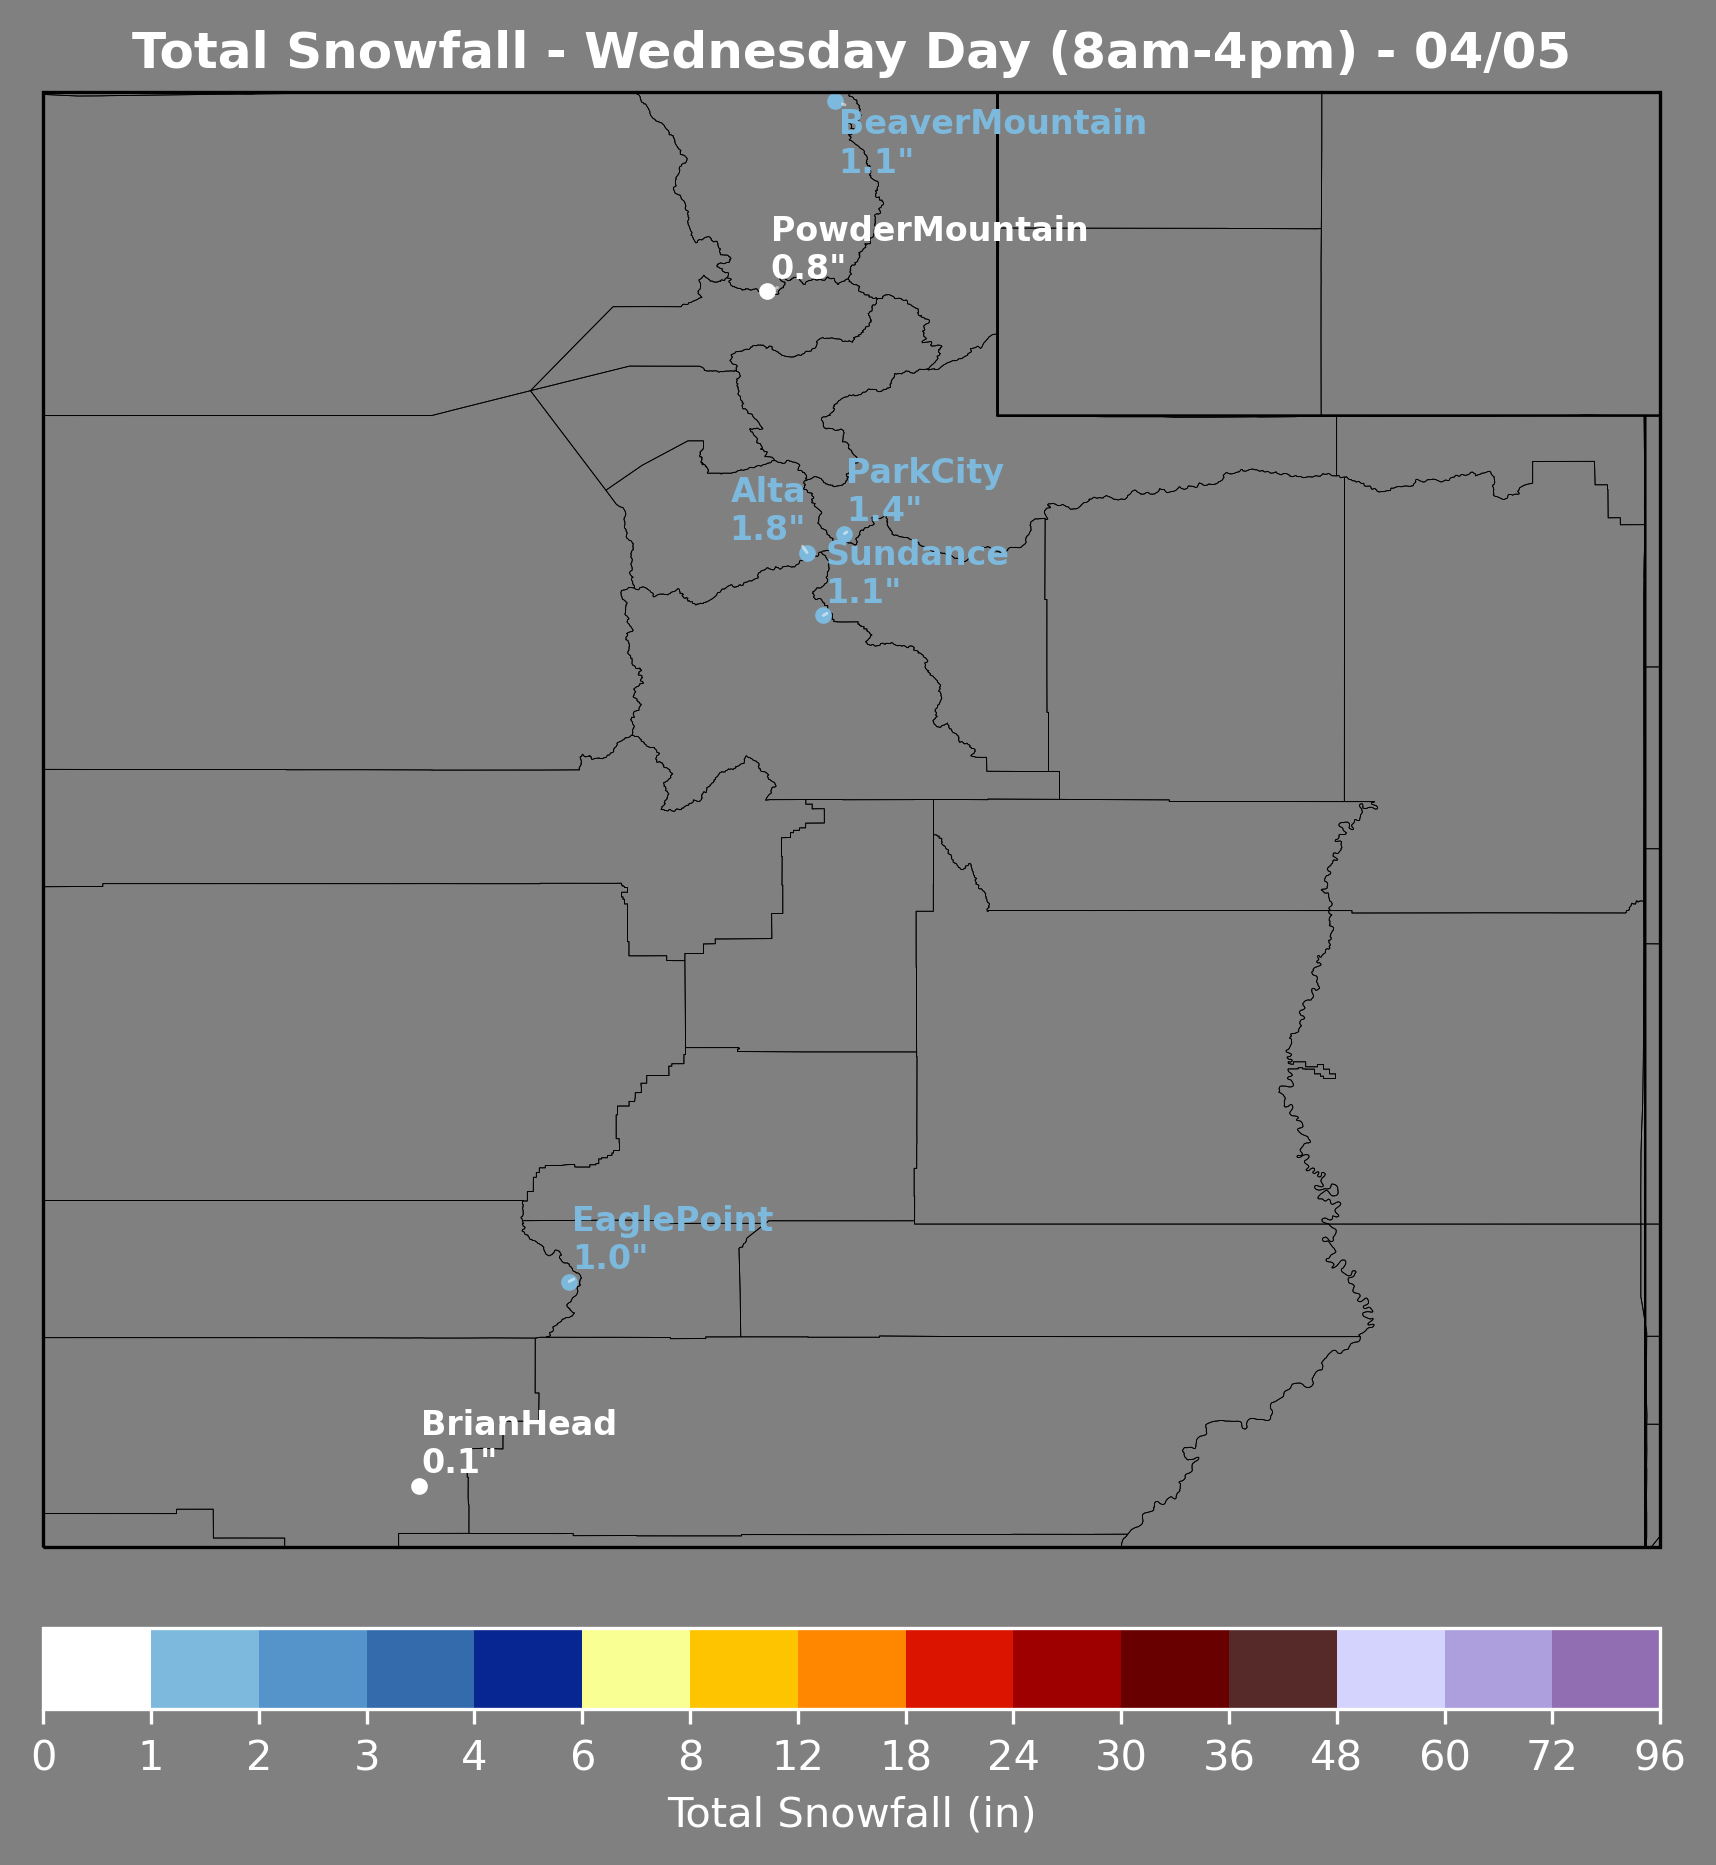 Total Snowfall - Wednesday Day (8am-4pm) - 04/05
BeaverMountain
1.1"
PowderMountain
0.8"
ParkCity
1.4"
Alta
1.8"
Sundance
1.1"
EaglePoint
1.0"
BrianHead
0.1"
0 1 2 3 4 6 8 12 18 24 30 36 48 60 72 96
Total Snowfall (in)